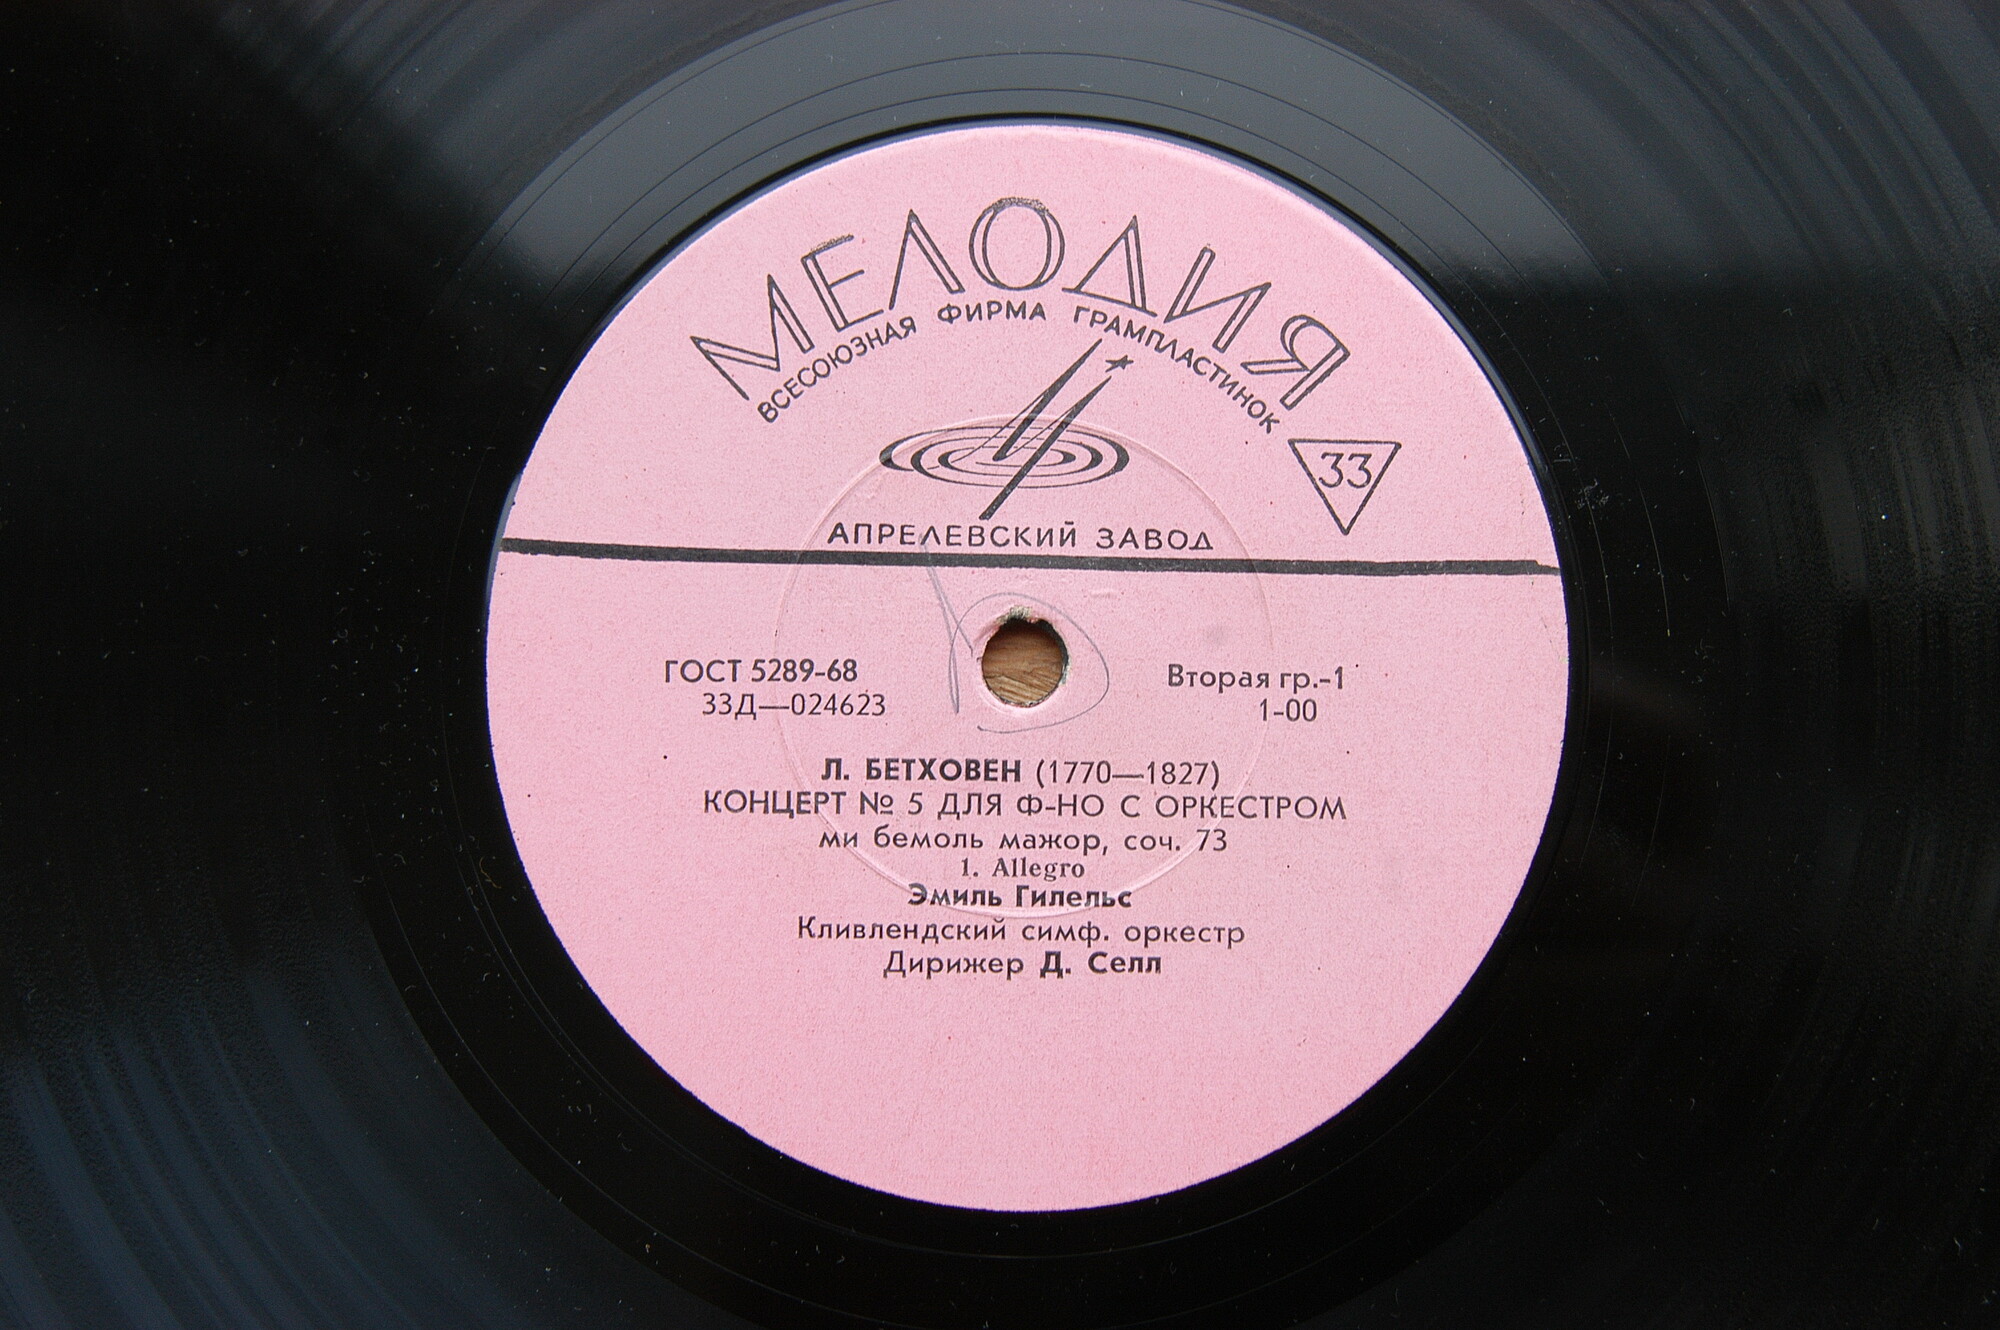 МЕЛОДИЯ
ВСЕСОЮЗНАЯ ФИРМА ГРАМПЛАСТИНОК
33
АПРЕЛЕВСКИЙ ЗАВОД
ГОСТ 5289-68
33Д—024623
Вторая гр.-1
1-00
Л. БЕТХОВЕН (1770—1827)
КОНЦЕРТ № 5 ДЛЯ Ф-НО С ОРКЕСТРОМ
ми бемоль мажор, соч. 73
1. Allegro
Эмиль Гилельс
Кливлендский симф. оркестр
Дирижер Д. Селл